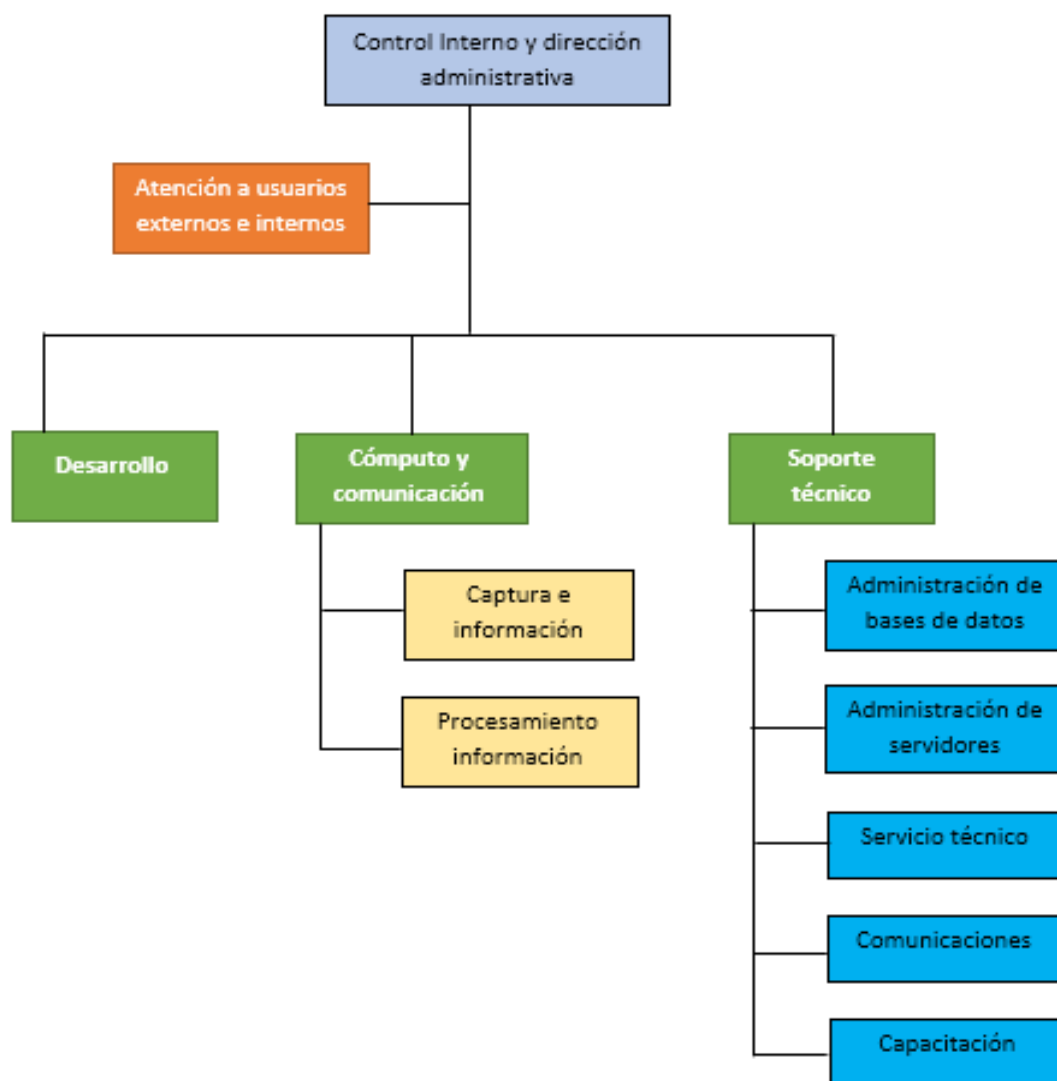 Control Interno y dirección
administrativa
Atención a usuarios
externos e internos
Desarrollo
Cómputo y
comunicación
Soporte
técnico
Captura e
información
Procesamiento
información
Administración de
bases de datos
Administración de
servidores
Servicio técnico
Comunicaciones
Capacitación